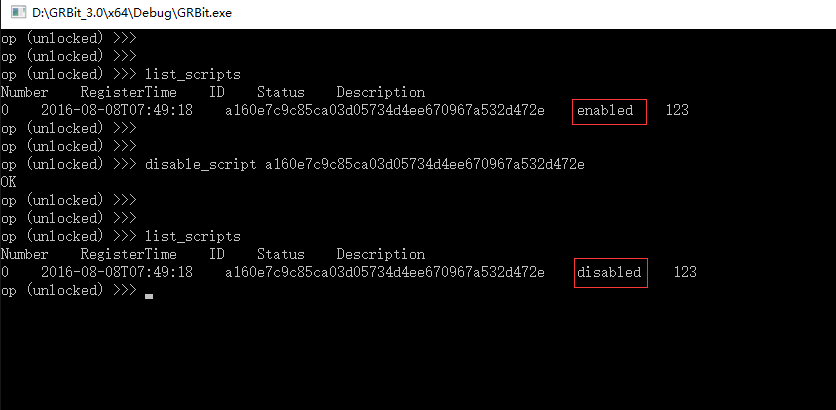 D:\GRBit_3.0\x64\Debug\GRBit.exe
op (unlocked) >>>
op (unlocked) >>>
op (unlocked) >>> list_scripts
Number    RegisterTime    ID    Status    Description
0    2016-08-08T07:49:18    a160e7c9c85ca03d05734d4ee670967a532d472e    enabled    123
op (unlocked) >>>
op (unlocked) >>>
op (unlocked) >>> disable_script a160e7c9c85ca03d05734d4ee670967a532d472e
OK
op (unlocked) >>>
op (unlocked) >>>
op (unlocked) >>> list_scripts
Number    RegisterTime    ID    Status    Description
0    2016-08-08T07:49:18    a160e7c9c85ca03d05734d4ee670967a532d472e    disabled    123
op (unlocked) >>>